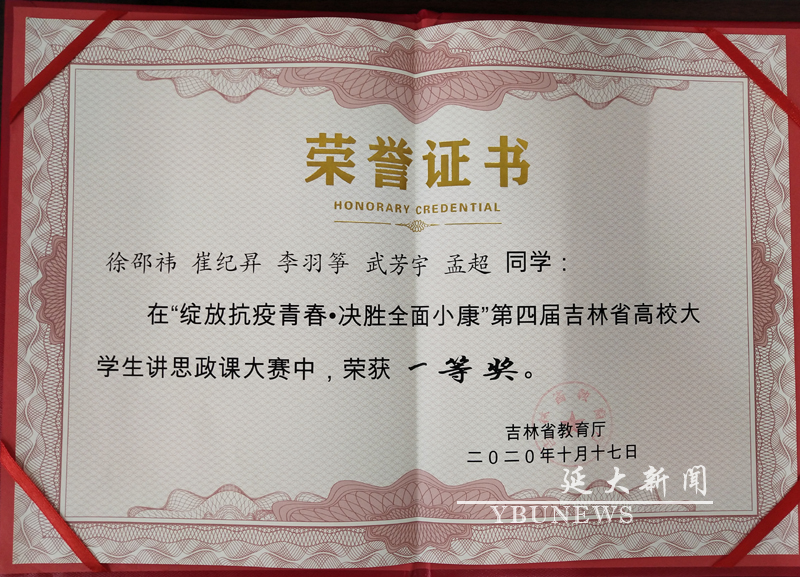 荣誉证书
HONORARY CREDENTIAL
徐邵祎 崔纪昇 李羽筝 武芳宇 孟超 同学：
在“绽放抗疫青春•决胜全面小康”第四届吉林省高校大
学生讲思政课大赛中，荣获 一等奖。
吉林省教育厅
二〇二〇年十月十七日
延大新闻
YBUNEWS